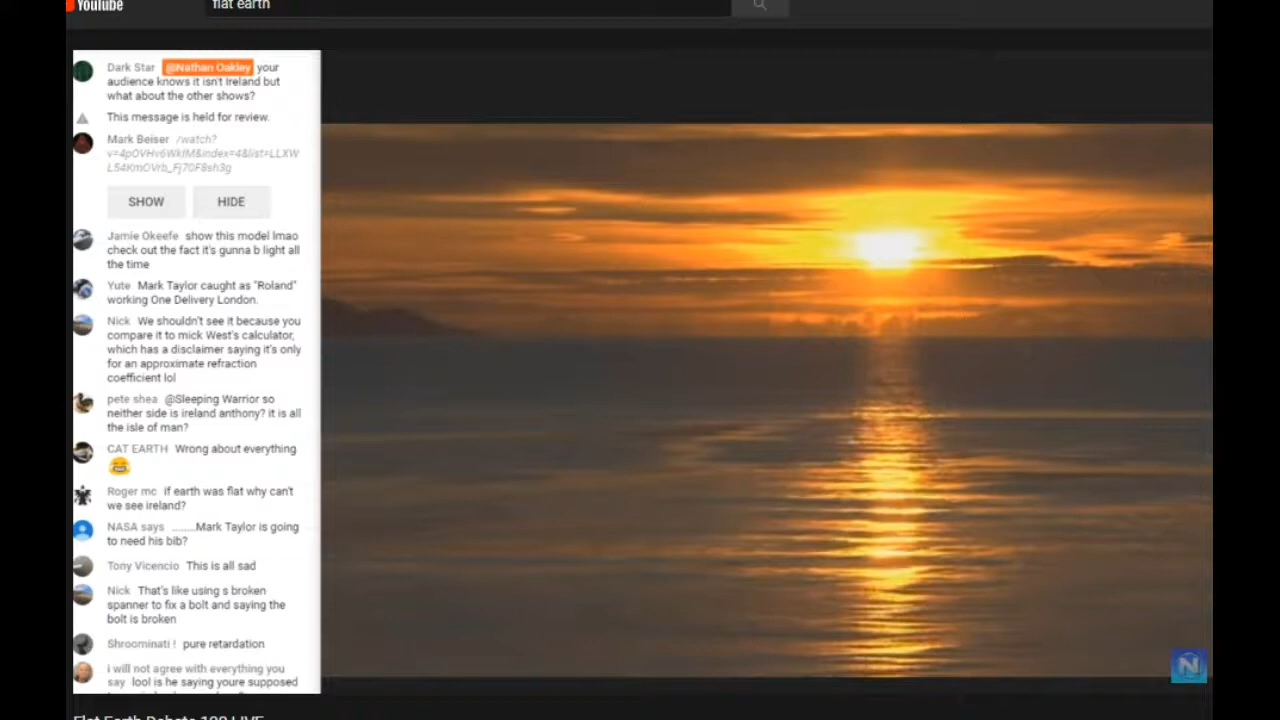 YouTube
flat earth
Dark Star @Nathan Oakley your
audience knows it isn't Ireland but
what about the other shows?
This message is held for review.
Mark Beiser /watch?
SHOW
HIDE
Jamie Okeefe show this model lmao
check out the fact it's gunna b light all
the time
Yute Mark Taylor caught as "Roland"
working One Delivery London.
Nick We shouldn't see it because you
compare it to mick West's calculator,
which has a disclaimer saying it's only
for an approximate refraction
coefficient lol
pete shea @Sleeping Warrior so
neither side is ireland anthony? it is all
the isle of man?
CAT EARTH Wrong about everything
Roger mc if earth was flat why can't
we see ireland?
NASA says ........Mark Taylor is going
to need his bib?
Tony Vicencio This is all sad
Nick That's like using s broken
spanner to fix a bolt and saying the
bolt is broken
Shroominati ! pure retardation
i will not agree with everything you
say lool is he saying youre supposed
N
Flat Earth Debate LIVE